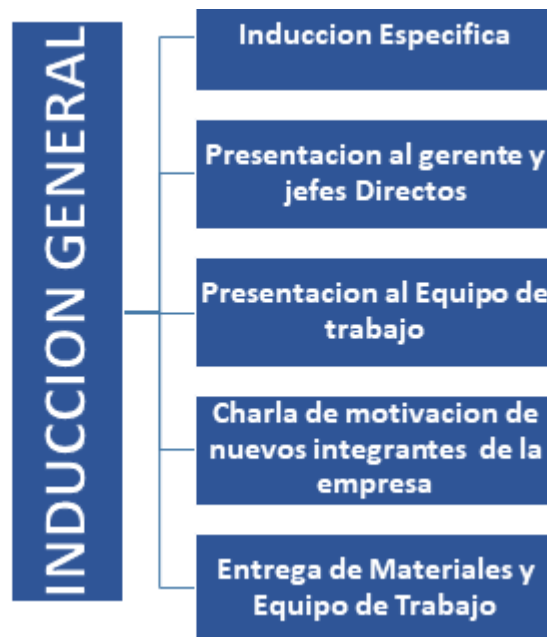 INDUCCION GENERAL
Induccion Especifica
Presentacion al gerente y
jefes Directos
Presentacion al Equipo de
trabajo
Charla de motivacion de
nuevos integrantes de la
empresa
Entrega de Materiales y
Equipo de Trabajo